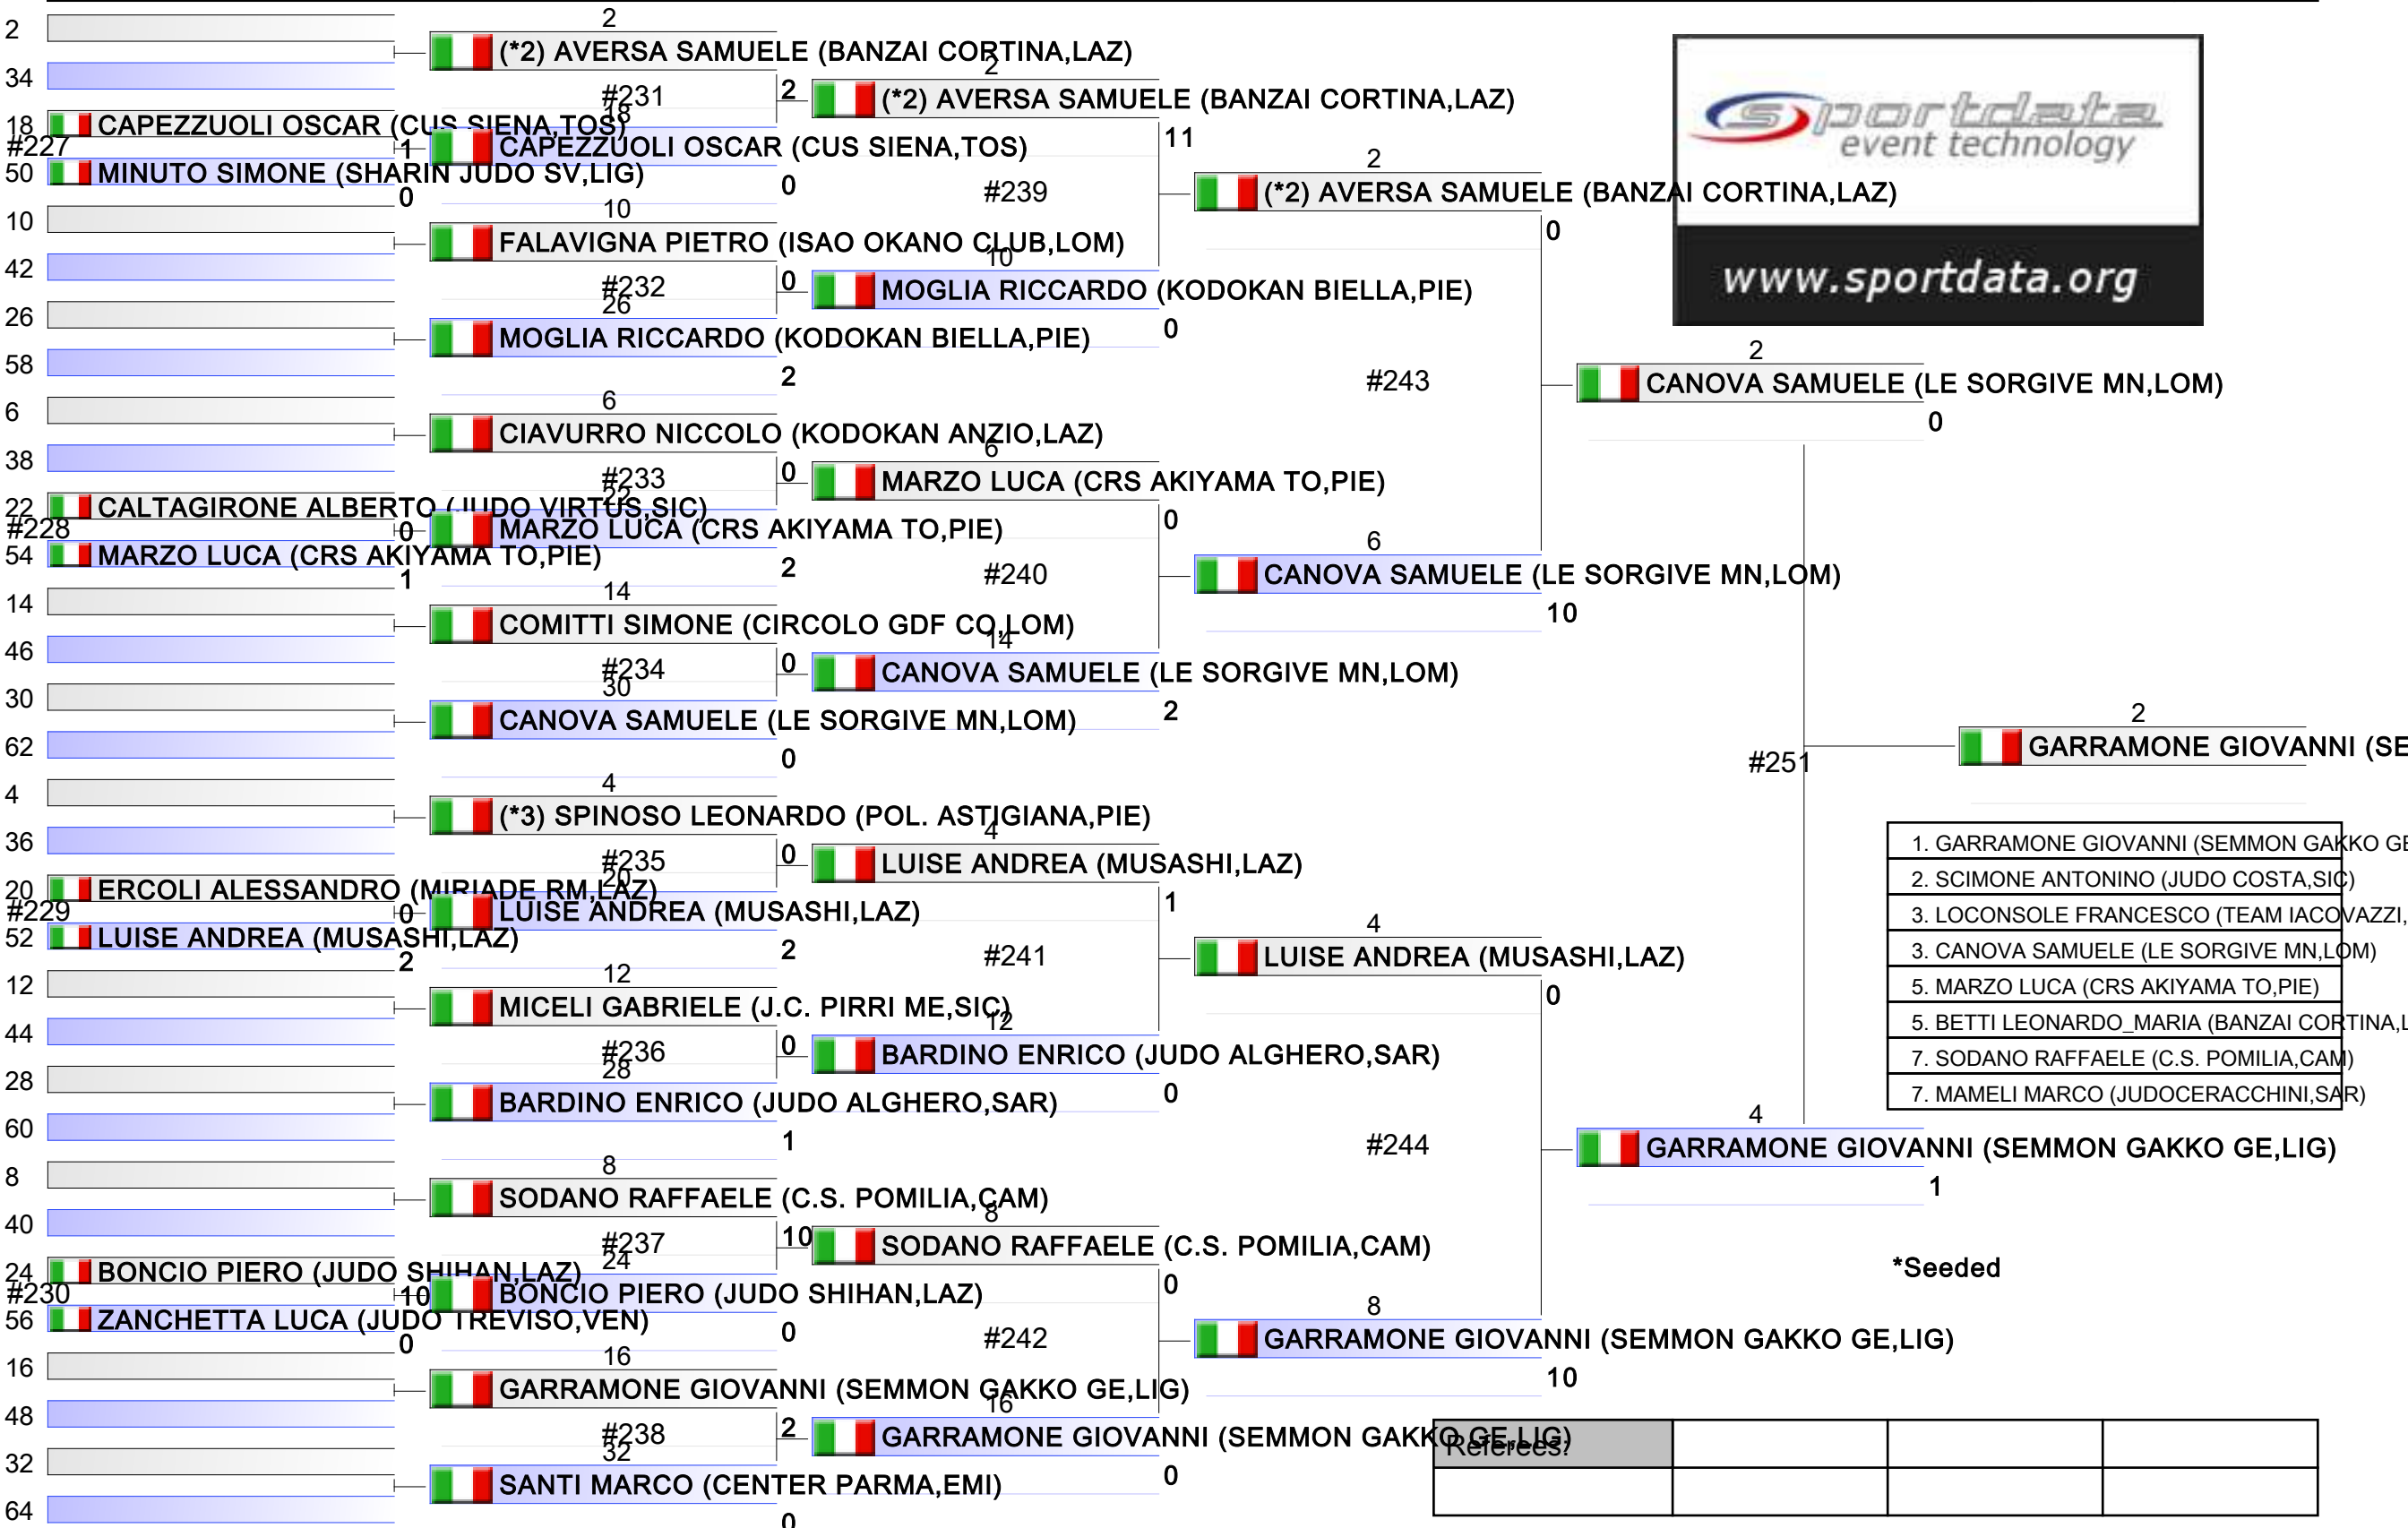 2
34
18
#227
50
10
42
26
58
6
38
22
#228
54
14
46
30
62
4
36
20
#229
52
12
44
28
60
8
40
24
#230
56
16
48
32
64
CAPEZZUOLI OSCAR (CUS SIENA,TOS)
1
MINUTO SIMONE (SHARIN JUDO SV,LIG)
0
CALTAGIRONE ALBERTO (JUDO VIRTUS,SIC)
0
MARZO LUCA (CRS AKIYAMA TO,PIE)
1
ERCOLI ALESSANDRO (MIRIADE RM,LAZ)
0
LUISE ANDREA (MUSASHI,LAZ)
2
BONCIO PIERO (JUDO SHIHAN,LAZ)
10
ZANCHETTA LUCA (JUDO TREVISO,VEN)
0
2
(*2) AVERSA SAMUELE (BANZAI CORTINA,LAZ)
#231
2
18
CAPEZZUOLI OSCAR (CUS SIENA,TOS)
0
10
FALAVIGNA PIETRO (ISAO OKANO CLUB,LOM)
#232
0
26
MOGLIA RICCARDO (KODOKAN BIELLA,PIE)
2
6
CIAVURRO NICCOLO (KODOKAN ANZIO,LAZ)
#233
0
22
MARZO LUCA (CRS AKIYAMA TO,PIE)
2
14
COMITTI SIMONE (CIRCOLO GDF CO,LOM)
#234
0
30
CANOVA SAMUELE (LE SORGIVE MN,LOM)
0
4
(*3) SPINOSO LEONARDO (POL. ASTIGIANA,PIE)
#235
0
20
LUISE ANDREA (MUSASHI,LAZ)
2
12
MICELI GABRIELE (J.C. PIRRI ME,SIC)
#236
0
28
BARDINO ENRICO (JUDO ALGHERO,SAR)
1
8
SODANO RAFFAELE (C.S. POMILIA,CAM)
#237
10
24
BONCIO PIERO (JUDO SHIHAN,LAZ)
0
16
GARRAMONE GIOVANNI (SEMMON GAKKO GE,LIG)
#238
2
32
SANTI MARCO (CENTER PARMA,EMI)
0
2
(*2) AVERSA SAMUELE (BANZAI CORTINA,LAZ)
11
#239
10
MOGLIA RICCARDO (KODOKAN BIELLA,PIE)
0
6
MARZO LUCA (CRS AKIYAMA TO,PIE)
0
#240
14
CANOVA SAMUELE (LE SORGIVE MN,LOM)
2
4
LUISE ANDREA (MUSASHI,LAZ)
1
#241
12
BARDINO ENRICO (JUDO ALGHERO,SAR)
0
8
SODANO RAFFAELE (C.S. POMILIA,CAM)
0
#242
16
GARRAMONE GIOVANNI (SEMMON GAKKO GE,LIG)
0
2
(*2) AVERSA SAMUELE (BANZAI CORTINA,LAZ)
0
#243
6
CANOVA SAMUELE (LE SORGIVE MN,LOM)
10
4
LUISE ANDREA (MUSASHI,LAZ)
0
#244
8
GARRAMONE GIOVANNI (SEMMON GAKKO GE,LIG)
10
sportdata
event technology
www.sportdata.org
2
CANOVA SAMUELE (LE SORGIVE MN,LOM)
0
#251
4
GARRAMONE GIOVANNI (SEMMON GAKKO GE,LIG)
1
2
GARRAMONE GIOVANNI (SE
1. GARRAMONE GIOVANNI (SEMMON GAKKO GE
2. SCIMONE ANTONINO (JUDO COSTA,SIC)
3. LOCONSOLE FRANCESCO (TEAM IACOVAZZI,
3. CANOVA SAMUELE (LE SORGIVE MN,LOM)
5. MARZO LUCA (CRS AKIYAMA TO,PIE)
5. BETTI LEONARDO_MARIA (BANZAI CORTINA,L
7. SODANO RAFFAELE (C.S. POMILIA,CAM)
7. MAMELI MARCO (JUDOCERACCHINI,SAR)
*Seeded
Referees: